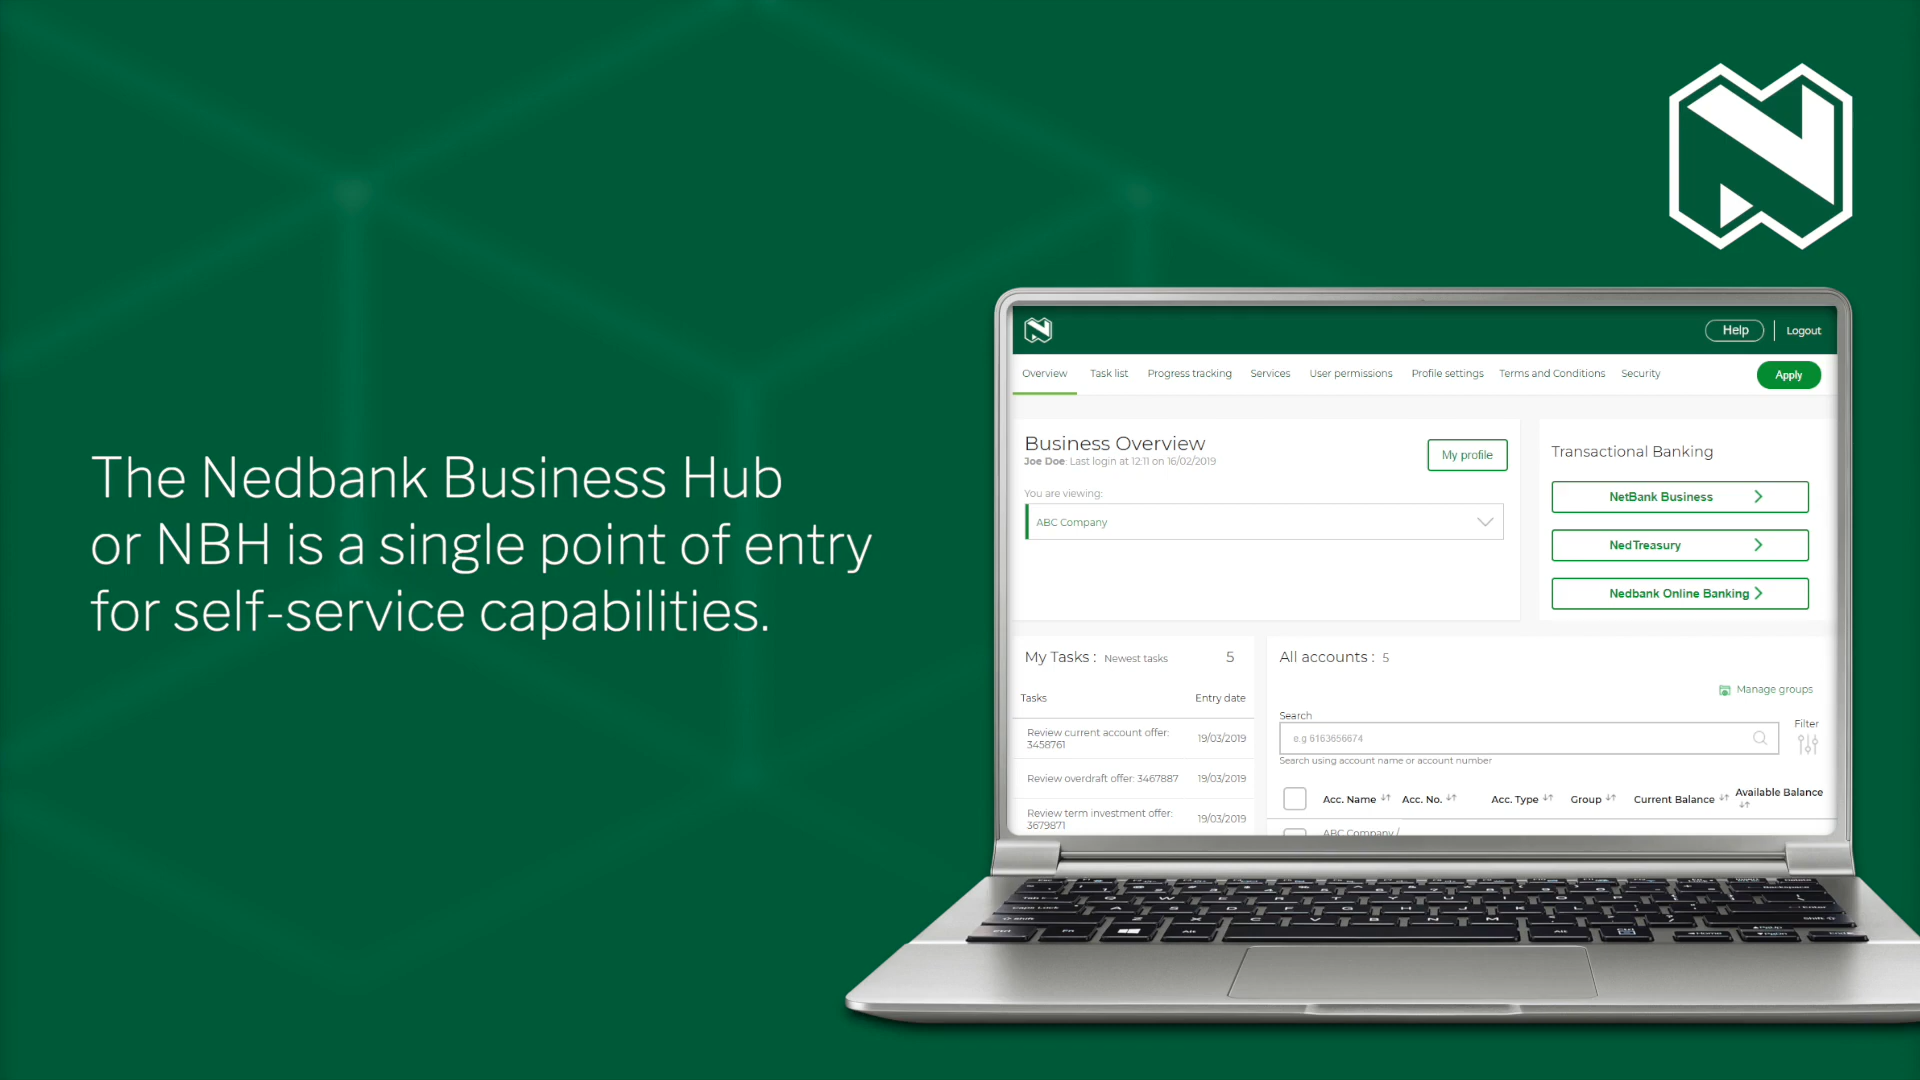 The Nedbank Business Hub
or NBH is a single point of entry
for self-service capabilities.
Help
Logout
Overview Task list Progress tracking Services User permissions Profile settings Terms and Conditions Security Apply
Business Overview
Joe Doe. Last login at 12:11 on 16/02/2019
My profile
You are viewing:
ABC Company
Transactional Banking
NetBank Business
NedTreasury
Nedbank Online Banking
My Tasks : Newest tasks 5
Tasks Entry date
Review current account offer: 19/03/2019
3458761
Review overdraft offer: 3467887 19/03/2019
Review term investment offer: 19/03/2019
3679871
All accounts : 5
Manage groups
Search
Filter
e.g 6163656674
Search using account name or account number
Acc. Name Acc. No. Acc. Type Group Current Balance Available Balance
ABC Company /